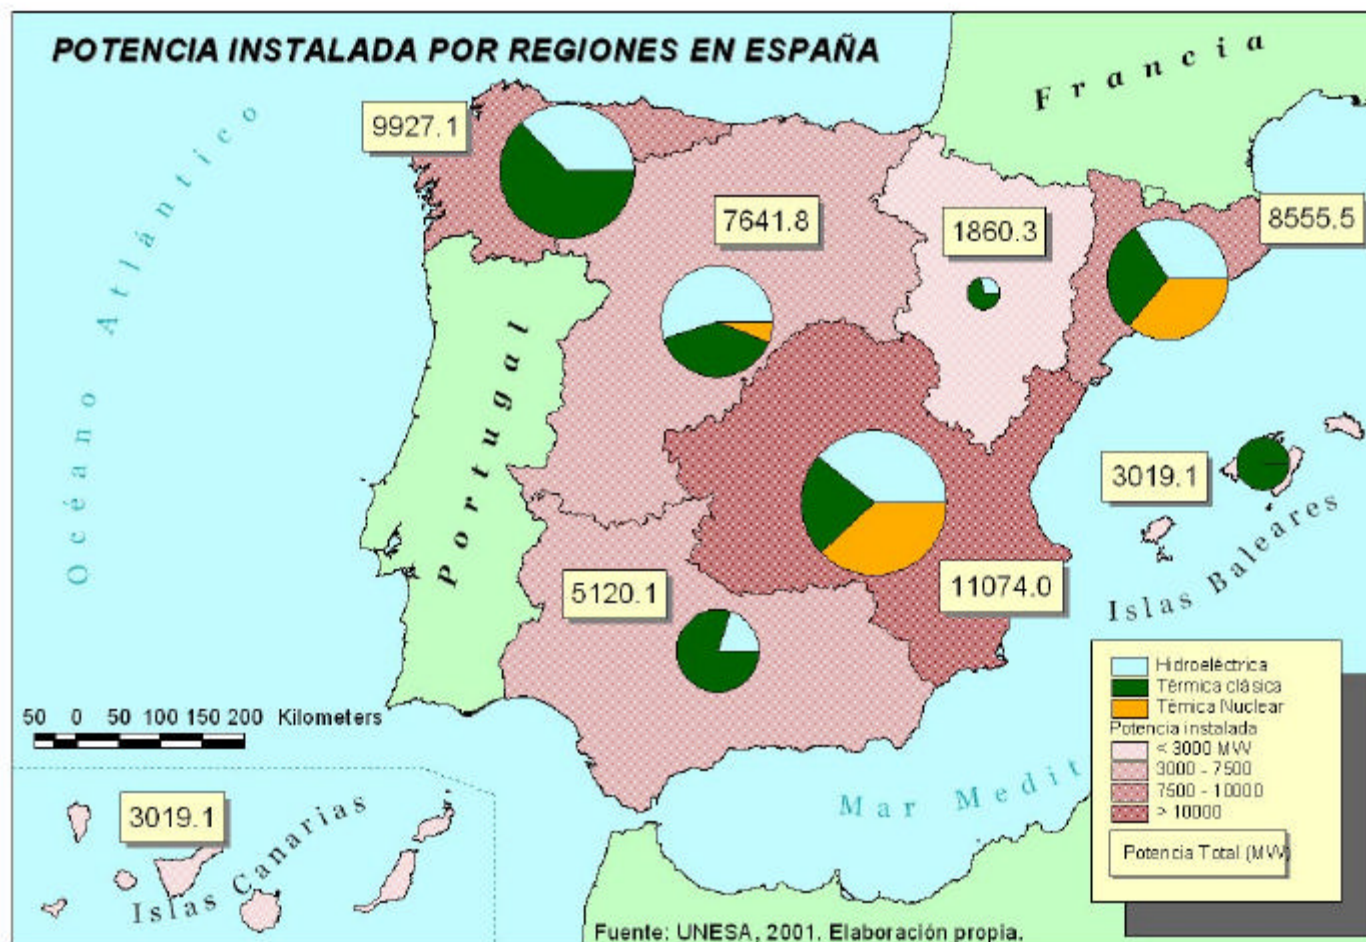 POTENCIA INSTALADA POR REGIONES EN ESPAÑA
Francia
Océano Atlántico
9927.1
7641.8
1860.3
8555.5
Portugal
3019.1
Islas Baleares
5120.1
11074.0
50 0 50 100 150 200 Kilometers
Mar Medit
3019.1
Islas Canarias
Hidroeléctrica
Térmica clásica
Témica Nuclear
Potencia instalada
< 3000 MW
3000 - 7500
7500 - 10000
> 10000
Potencia Total (MW)
Fuente: UNESA, 2001. Elaboración propia.